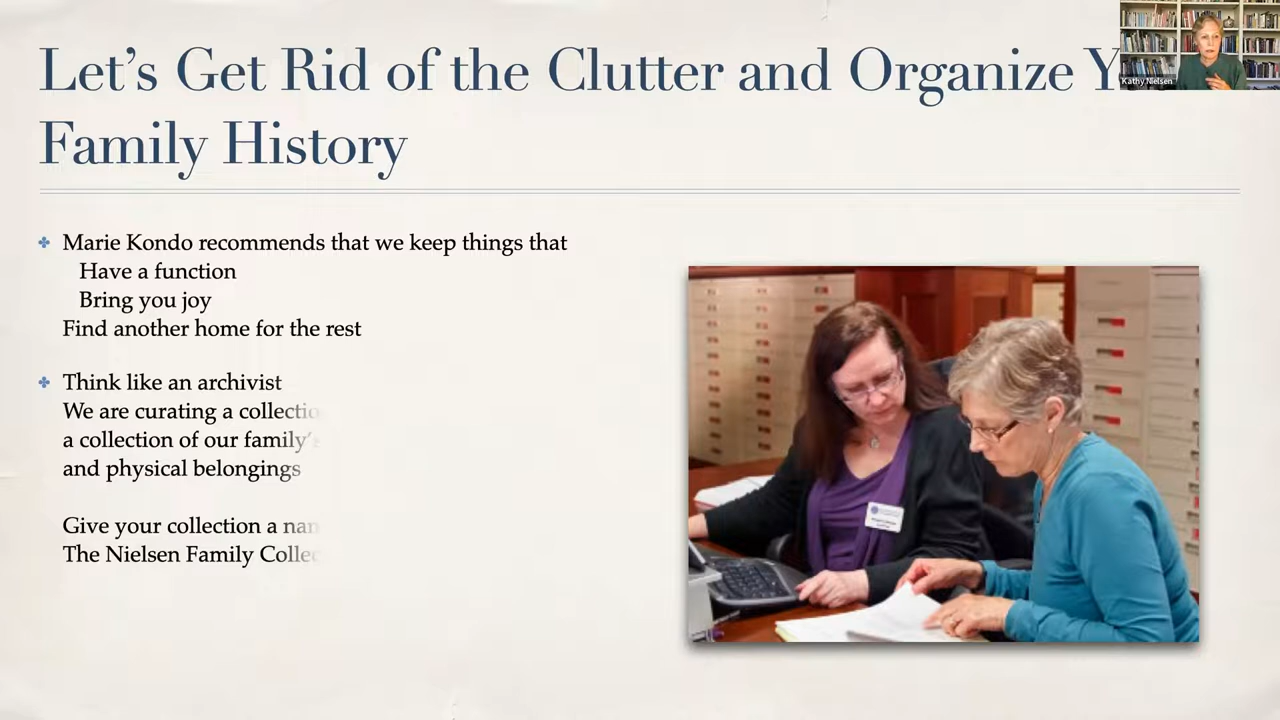 Let's Get Rid of the Clutter and Organize Y
Family History
Kathy Nielsen
Marie Kondo recommends that we keep things that
Have a function
Bring you joy
Find another home for the rest
Think like an archivist
We are curating a collectio
a collection of our family's
and physical belongings
Give your collection a nam
The Nielsen Family Collec